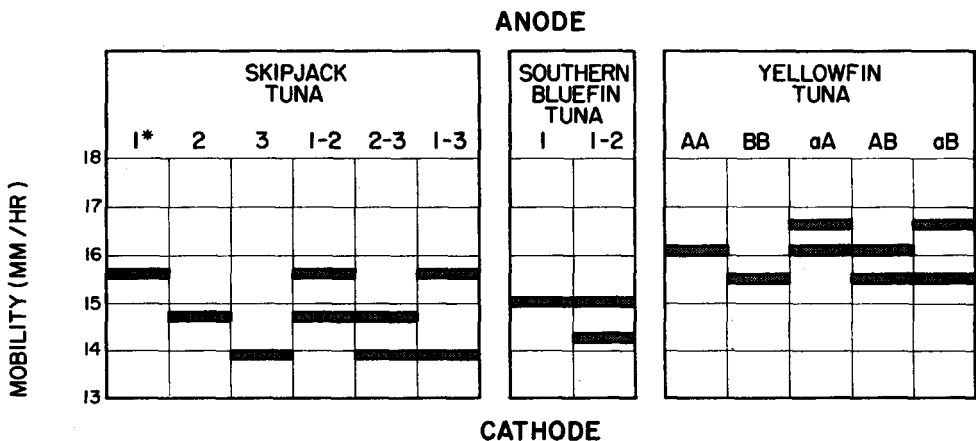 ANODE
SKIPJACK TUNA
SOUTHERN BLUEFIN TUNA
YELLOWFIN TUNA
1* 2 3 1-2 2-3 1-3
1 1-2
AA BB aA AB aB
MOBILITY (MM/HR)
18
17
16
15
14
13
CATHODE